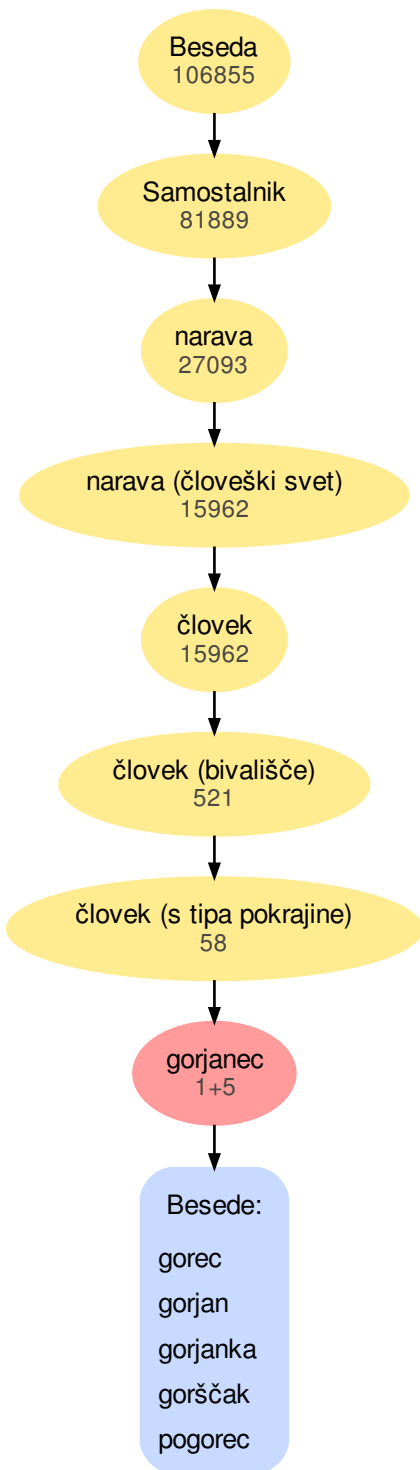 Beseda
106855
Samostalnik
81889
narava
27093
narava (človeški svet)
15962
človek
15962
človek (bivališče)
521
človek (s tipa pokrajine)
58
gorjanec
1+5
Besede:
gorec
gorjan
gorjanka
gorščak
pogorec